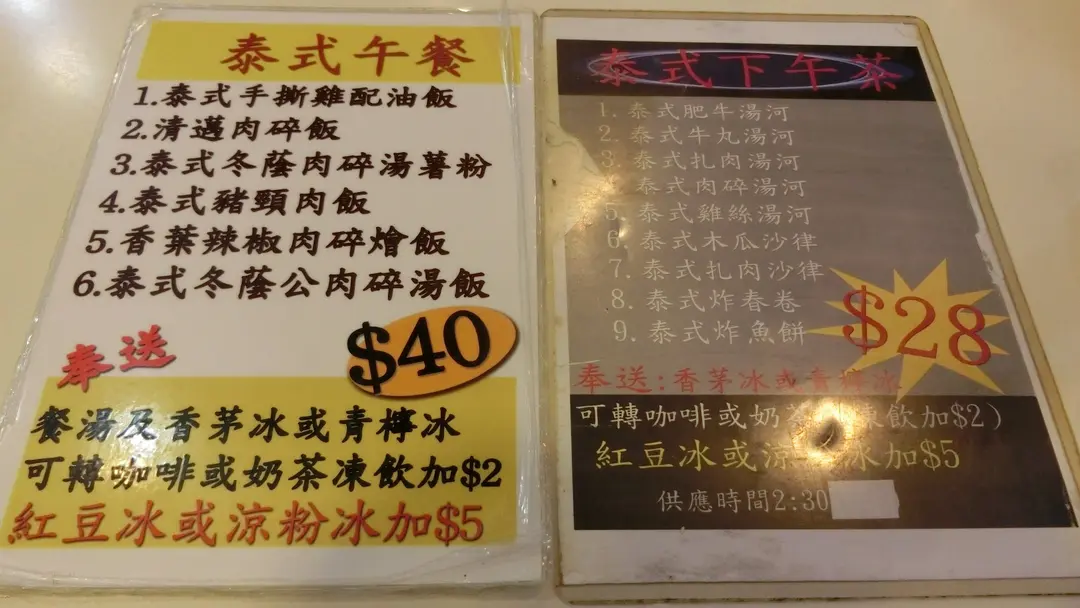 泰式午餐
1.泰式手撕雞配油飯
2.清邁肉碎飯
3.泰式冬蔭肉碎湯薯粉
4.泰式豬頸肉飯
5.香葉辣椒肉碎燴飯
6.泰式冬蔭公肉碎湯飯
奉送
$40
餐湯及香茅冰或青檸冰
可轉咖啡或奶茶凍飲加$2
紅豆冰或涼粉冰加$5
泰式下午茶
1. 泰式肥牛湯河
2. 泰式牛丸湯河
3. 泰式扎肉湯河
4. 泰式肉碎湯河
5. 泰式雞絲湯河
6. 泰式木瓜沙律
7. 泰式扎肉沙律
8. 泰式炸春卷
9. 泰式炸魚餅
$28
奉送:香茅冰或青檸冰
可轉咖啡或奶茶凍飲加$2)
紅豆冰或涼 冰加$5
供應時間2:30